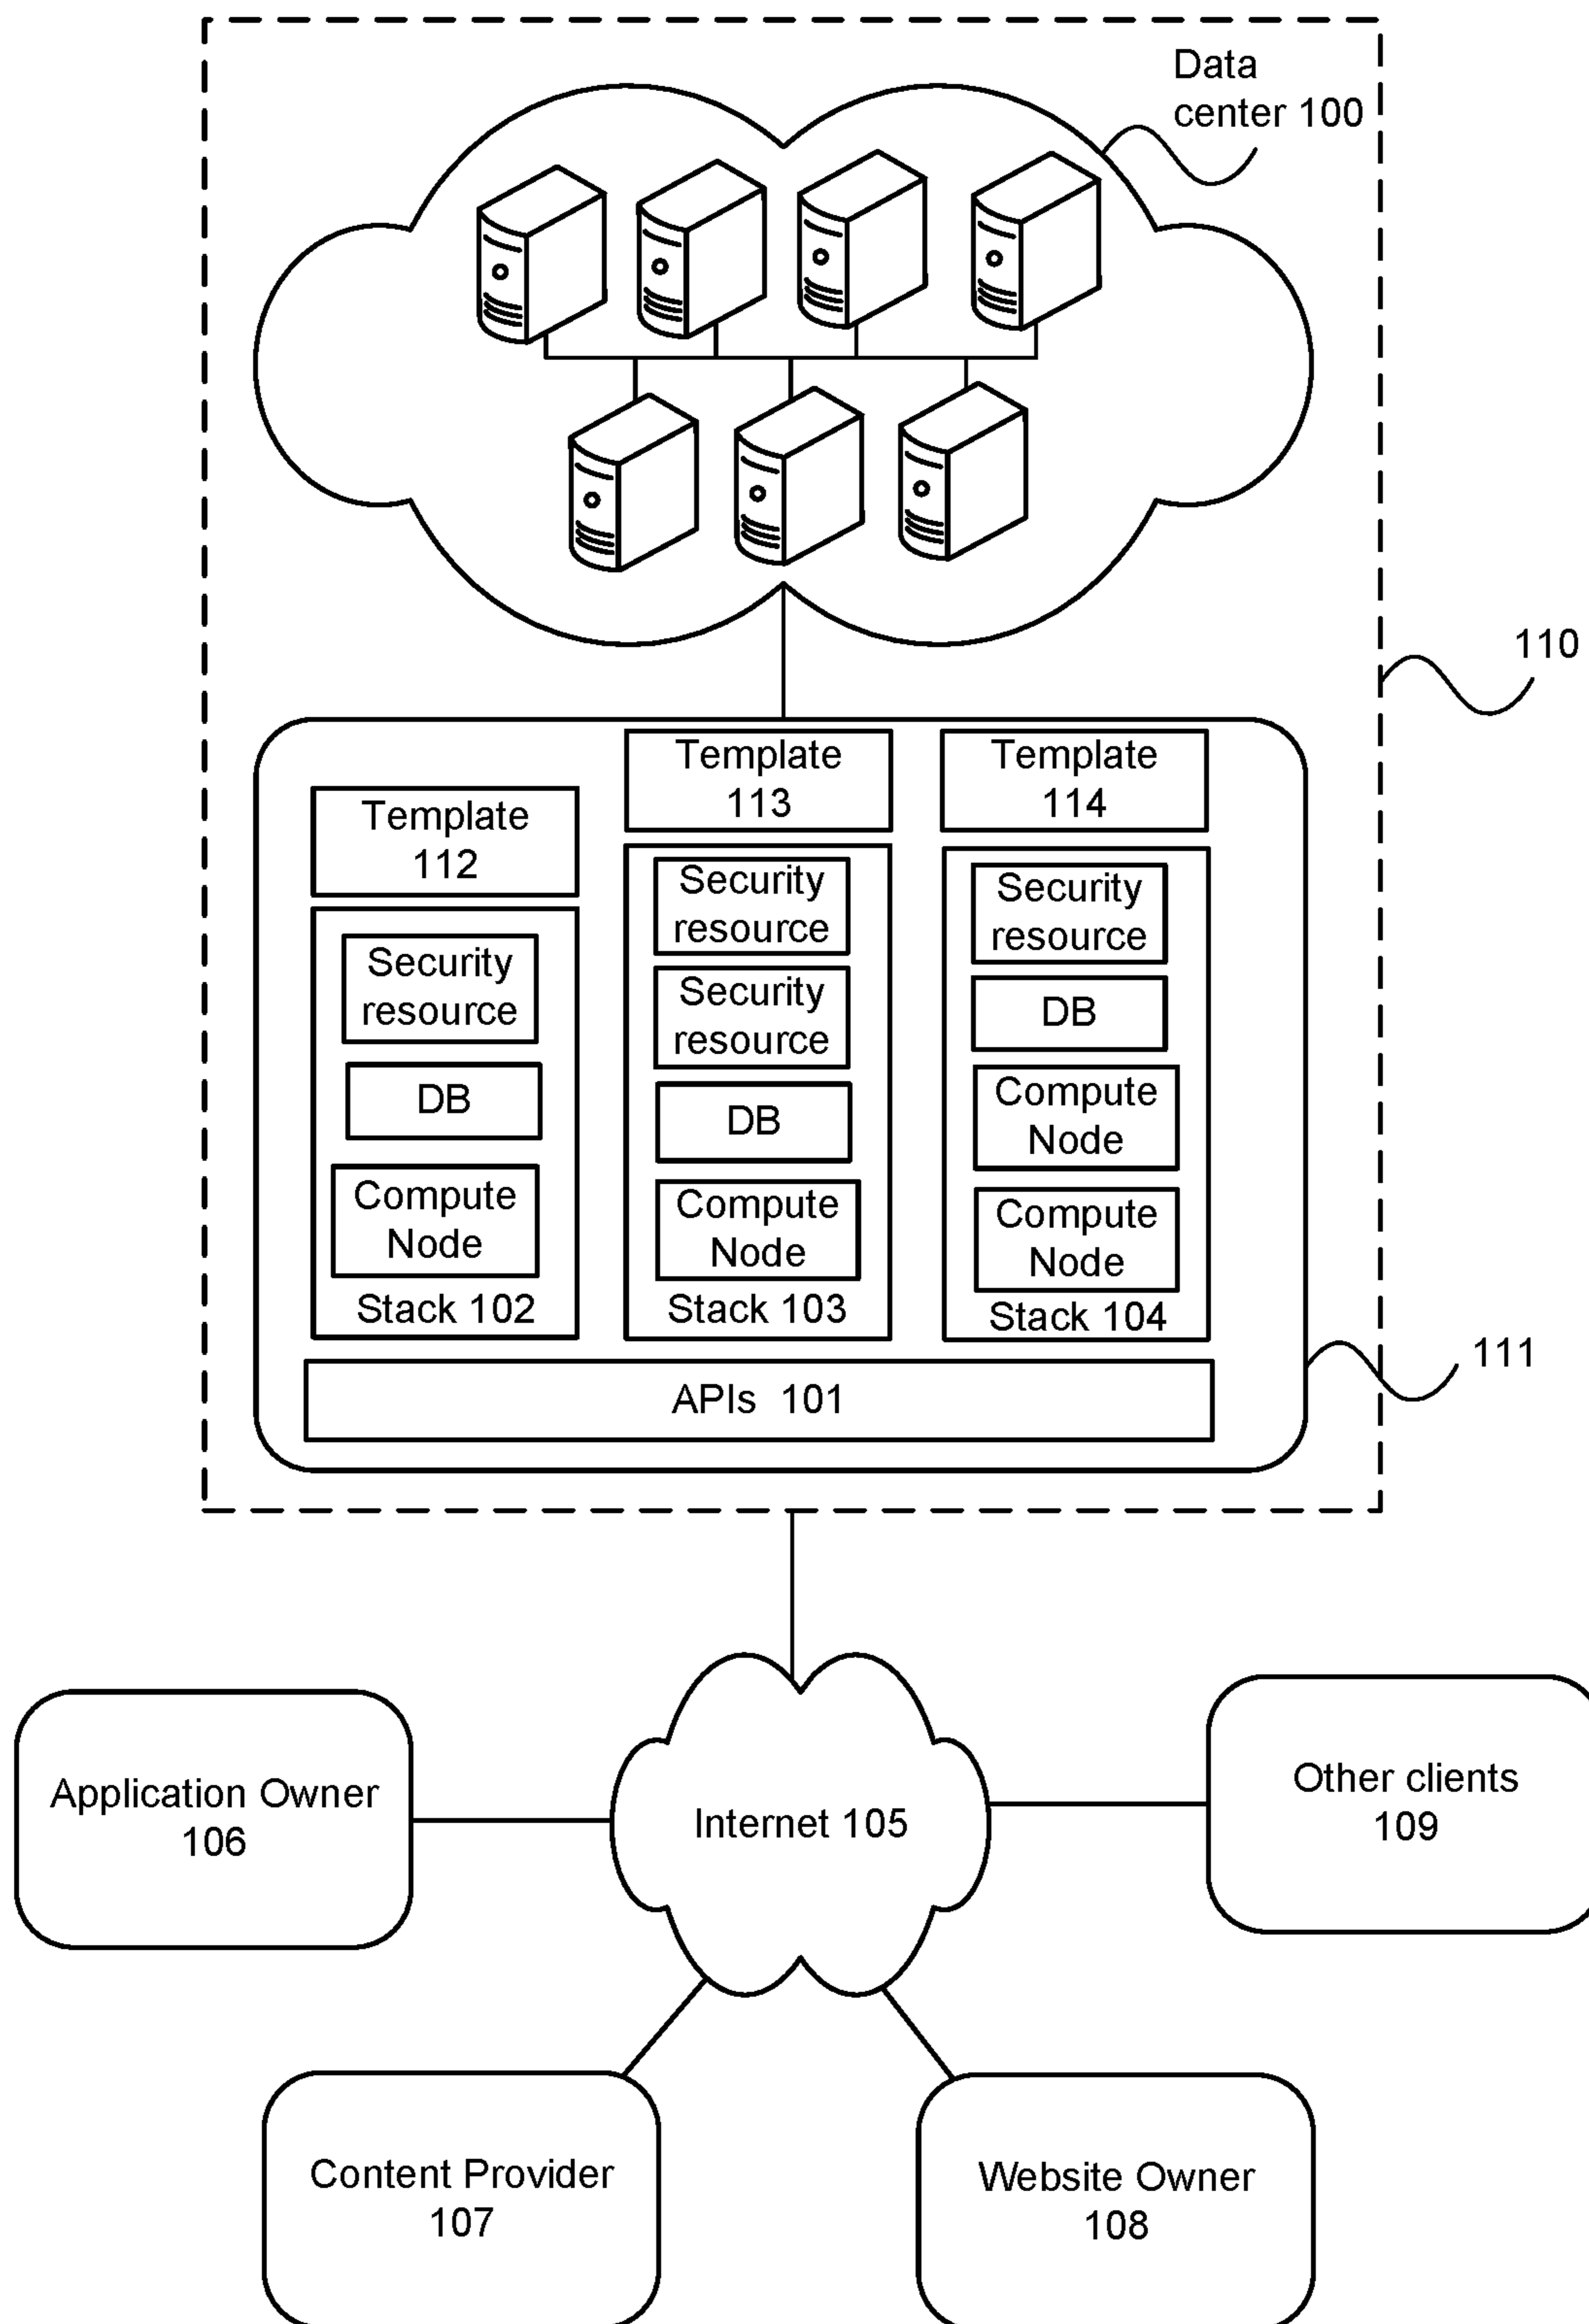 Data
center 100
110
Template
112
Security
resource
DB
Compute
Node
Stack 102
Template
113
Security
resource
Security
resource
DB
Compute
Node
Stack 103
Template
114
Security
resource
DB
Compute
Node
Compute
Node
Stack 104
111
APIs 101
Application Owner
106
Internet 105
Other clients
109
Content Provider
107
Website Owner
108